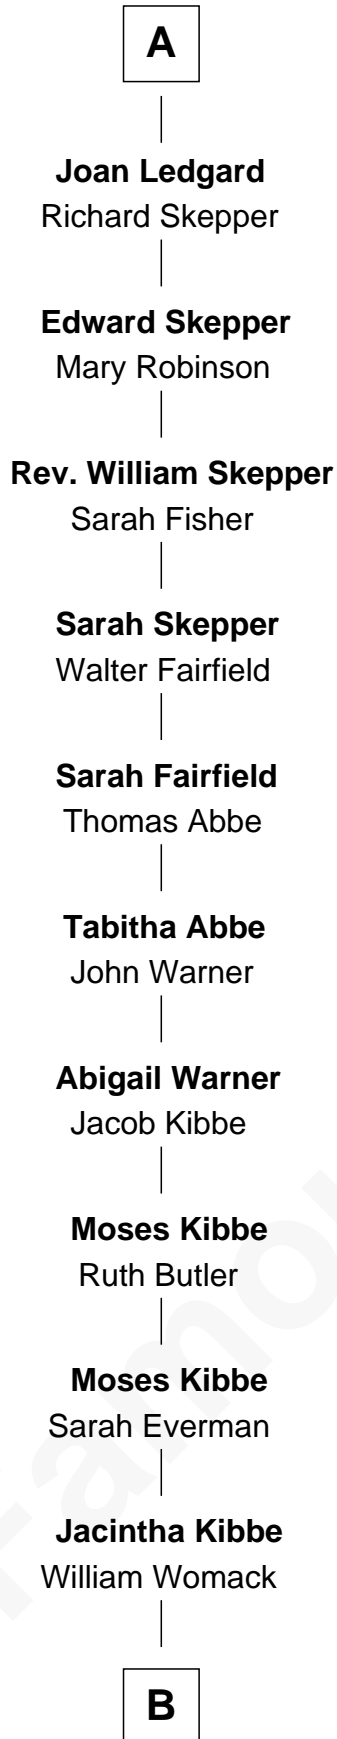 A
Joan Ledgard
Richard Skepper
Edward Skepper
Mary Robinson
Rev. William Skepper
Sarah Fisher
Sarah Skepper
Walter Fairfield
Sarah Fairfield
Thomas Abbe
Tabitha Abbe
John Warner
Abigail Warner
Jacob Kibbe
Moses Kibbe
Ruth Butler
Moses Kibbe
Sarah Everman
Jacintha Kibbe
William Womack
B